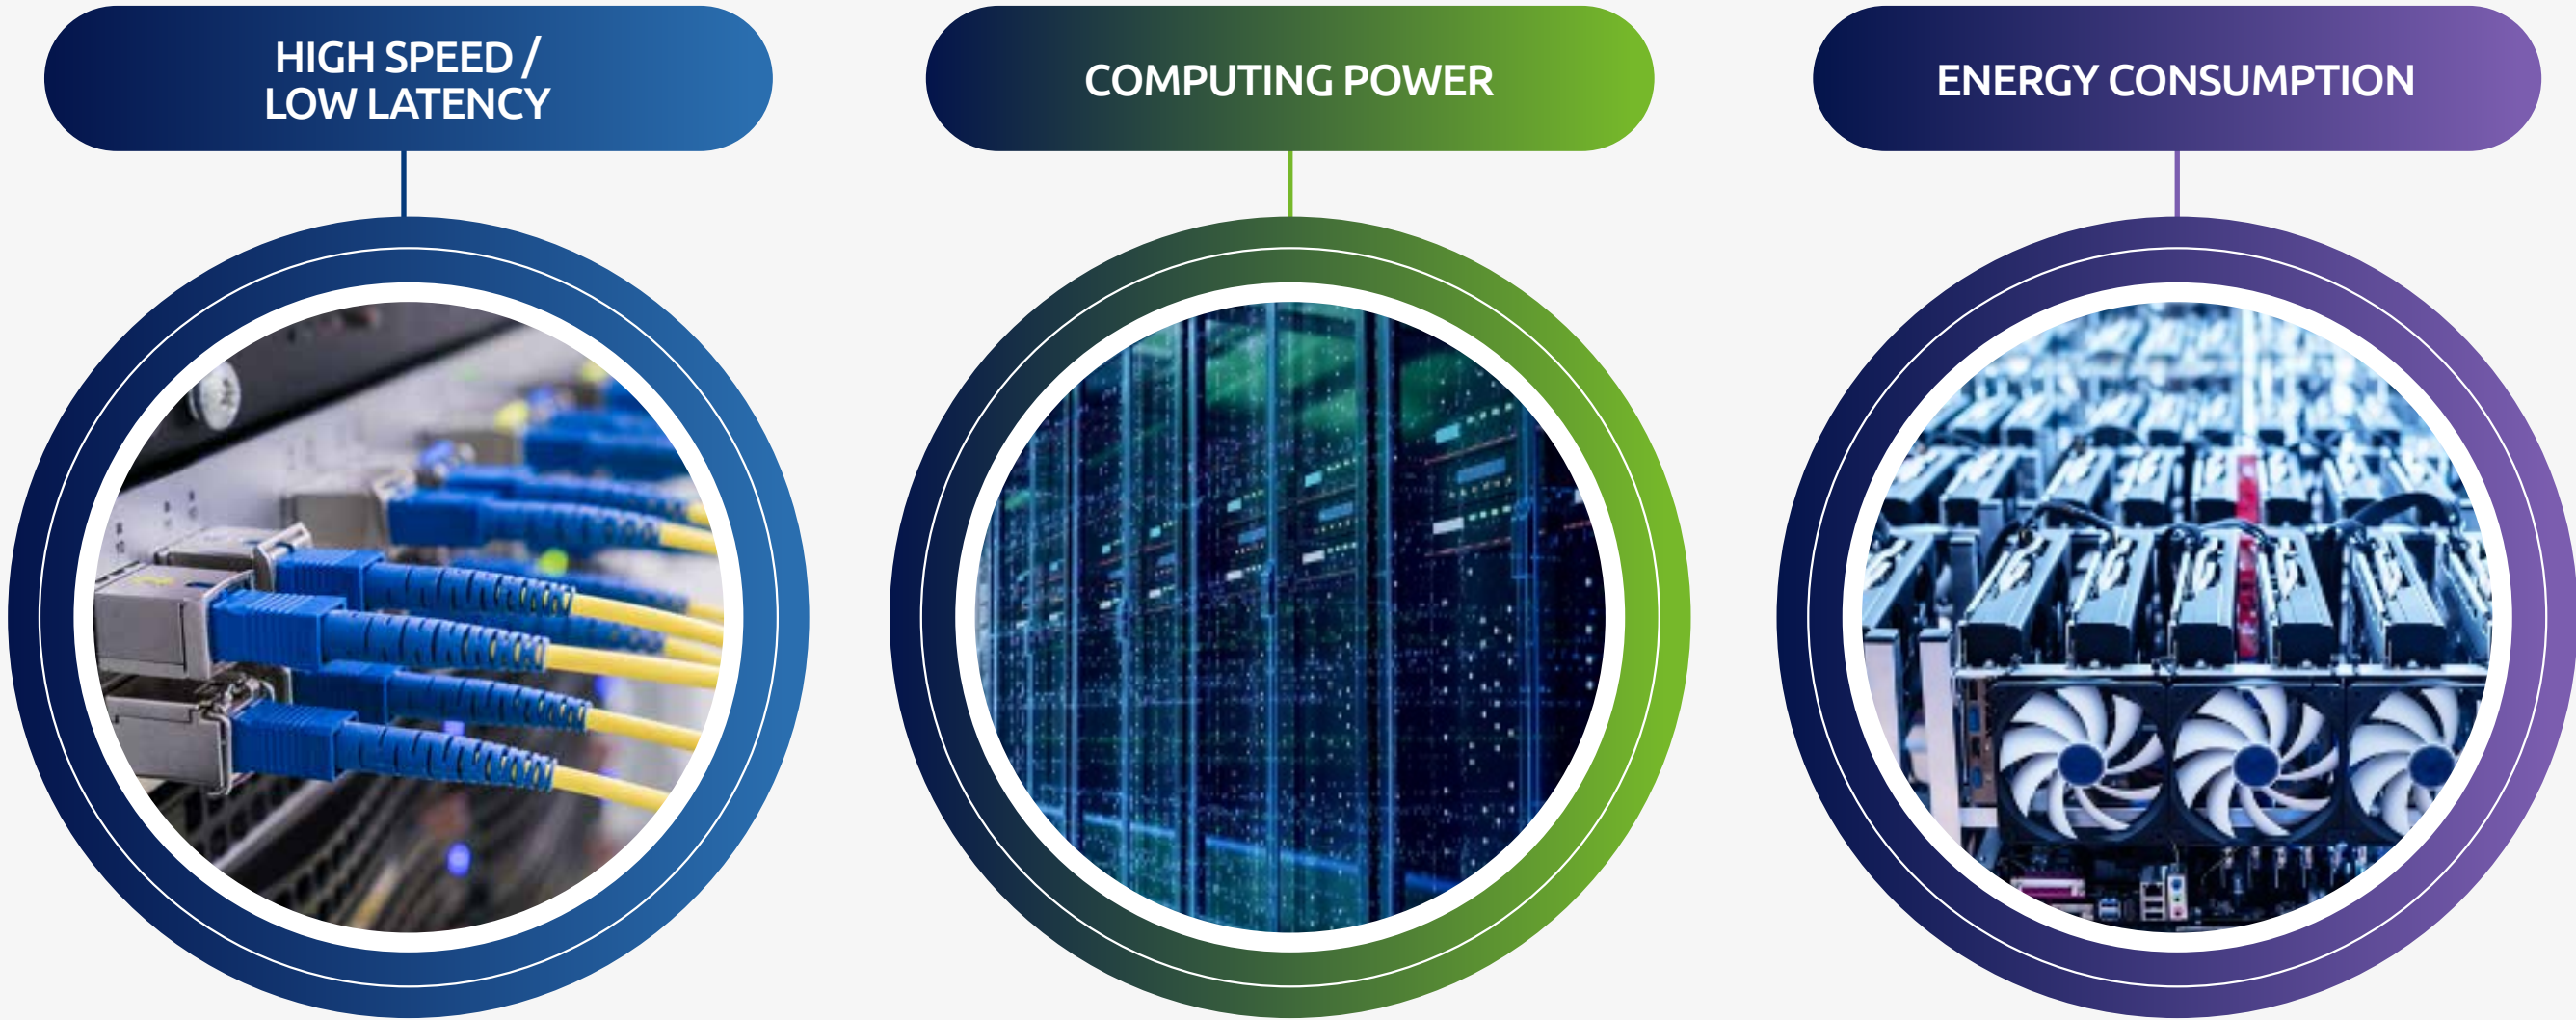 HIGH SPEED /
LOW LATENCY
COMPUTING POWER
ENERGY CONSUMPTION